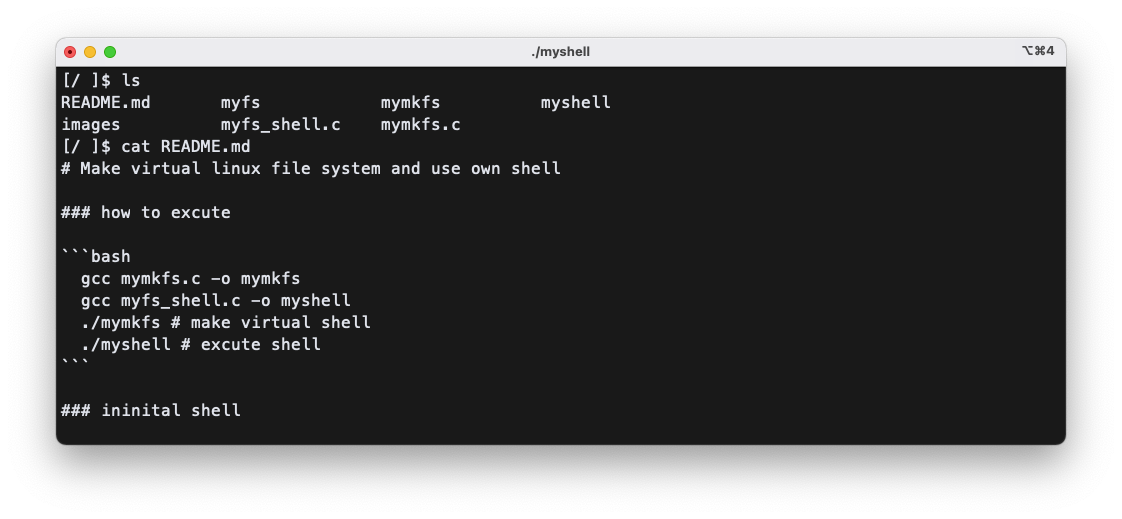 ./myshell
⌥⌘4
[/ ]$ ls
README.md       myfs            mymkfs          myshell
images          myfs_shell.c    mymkfs.c
[/ ]$ cat README.md
# Make virtual linux file system and use own shell

### how to excute

```bash
  gcc mymkfs.c -o mymkfs
  gcc myfs_shell.c -o myshell
  ./mymkfs # make virtual shell
  ./myshell # excute shell
```

### ininital shell